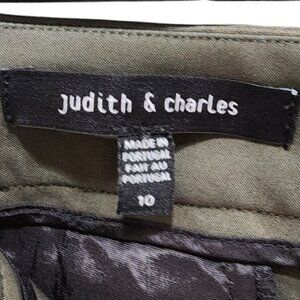 judith & charles
MADE IN
PORTUGAL
FAIT AU
PORTUGAL
10